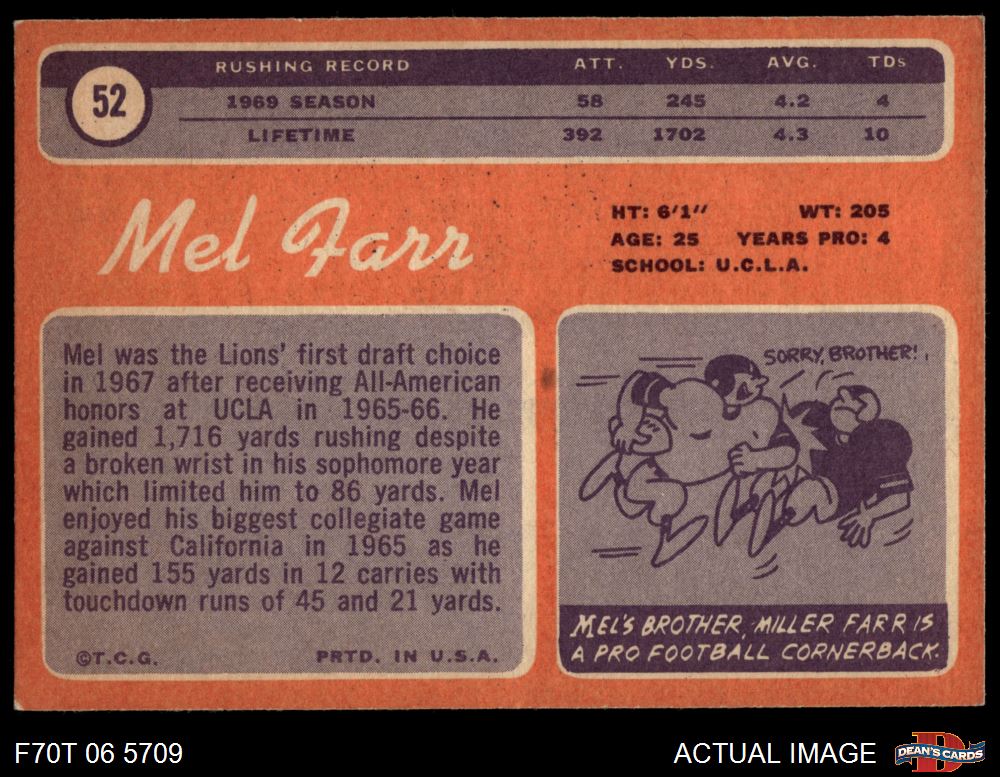 52
RUSHING RECORD ATT. YDS. AVG. TDs
1969 SEASON 58 245 4.2 4
LIFETIME 392 1702 4.3 10
Mel Farr
HT: 6'1" WT: 205
AGE: 25 YEARS PRO: 4
SCHOOL: U.C.L.A.
Mel was the Lions' first draft choice
in 1967 after receiving All-American
honors at UCLA in 1965-66. He
gained 1,716 yards rushing despite
a broken wrist in his sophomore year
which limited him to 86 yards. Mel
enjoyed his biggest collegiate game
against California in 1965 as he
gained 155 yards in 12 carries with
touchdown runs of 45 and 21 yards.
©T.C.G. PRTD. IN U.S.A.
SORRY, BROTHER!
MEL'S BROTHER, MILLER FARR IS
A PRO FOOTBALL CORNERBACK.
F70T 06 5709
ACTUAL IMAGE
D
DEAN'S CARDS